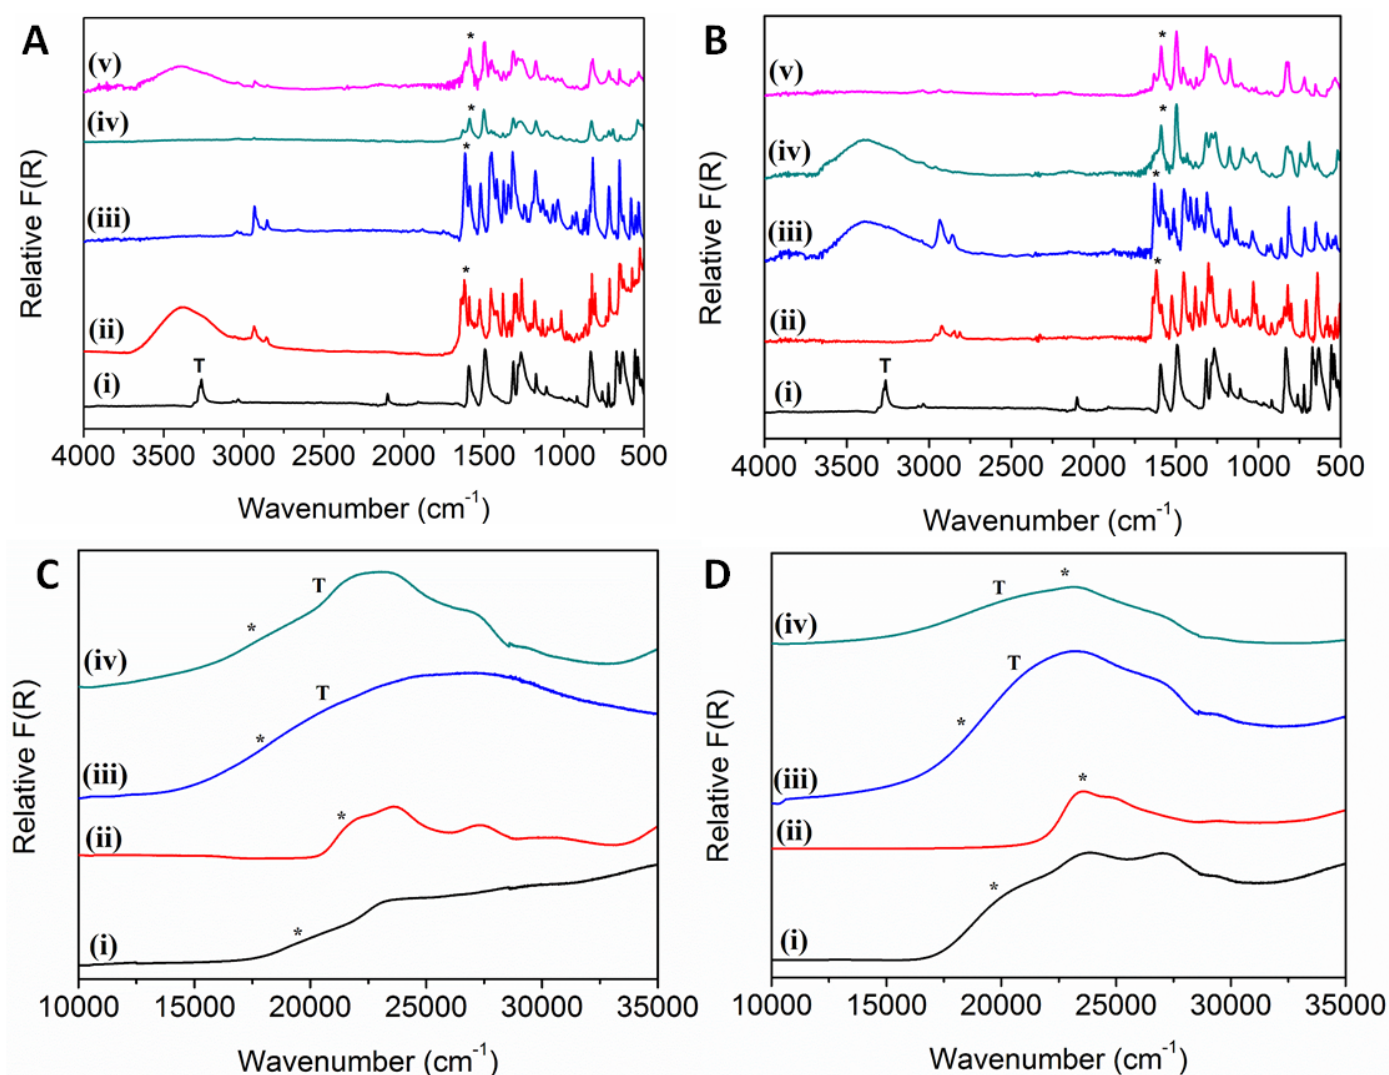 A
(v)
*
(iv)
*
(iii)
*
(ii)
*
(i)
T
Relative F(R)
4000 3500 3000 2500 2000 1500 1000 500
Wavenumber (cm-1)
B
(v)
*
(iv)
*
(iii)
*
(ii)
*
(i)
T
Relative F(R)
4000 3500 3000 2500 2000 1500 1000 500
Wavenumber (cm-1)
C
(iv)
*
T
(iii)
*
T
(ii)
*
(i)
*
Relative F(R)
10000 15000 20000 25000 30000 35000
Wavenumber (cm-1)
D
(iv)
T
*
(iii)
*
T
(ii)
*
(i)
*
Relative F(R)
10000 15000 20000 25000 30000 35000
Wavenumber (cm-1)